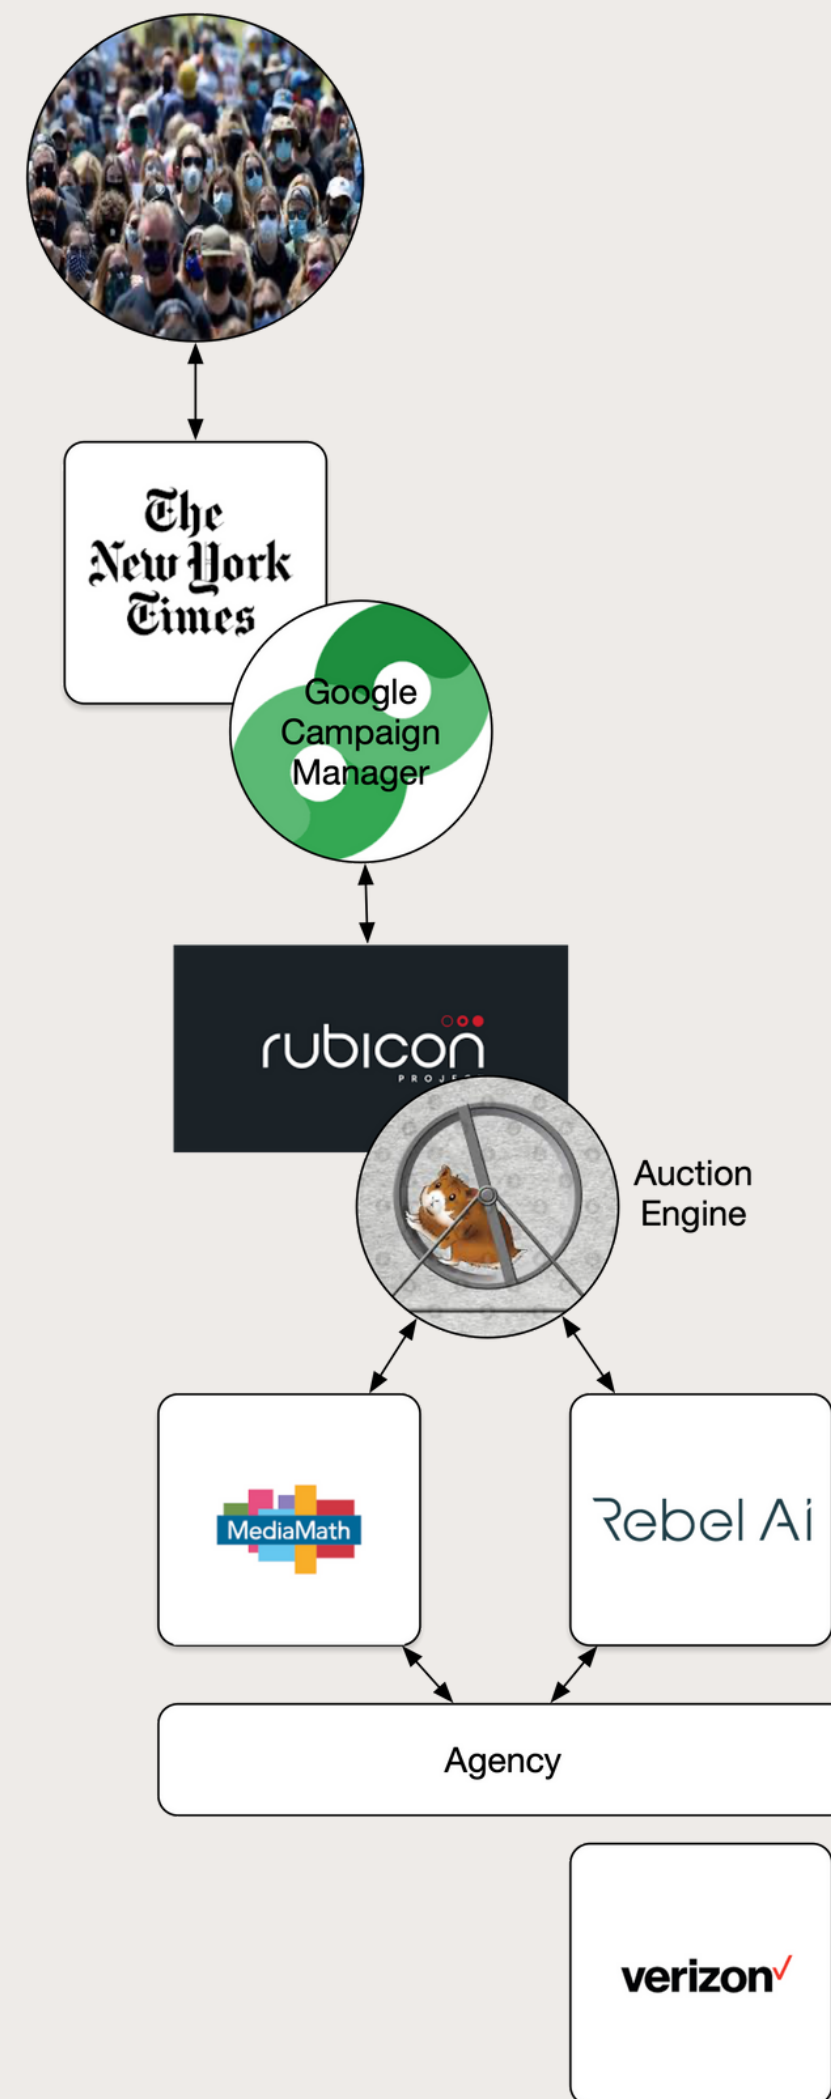 The
New York
Times
Google
Campaign
Manager
rubicon
Auction
Engine
MediaMath
Rebel Ai
Agency
verizon